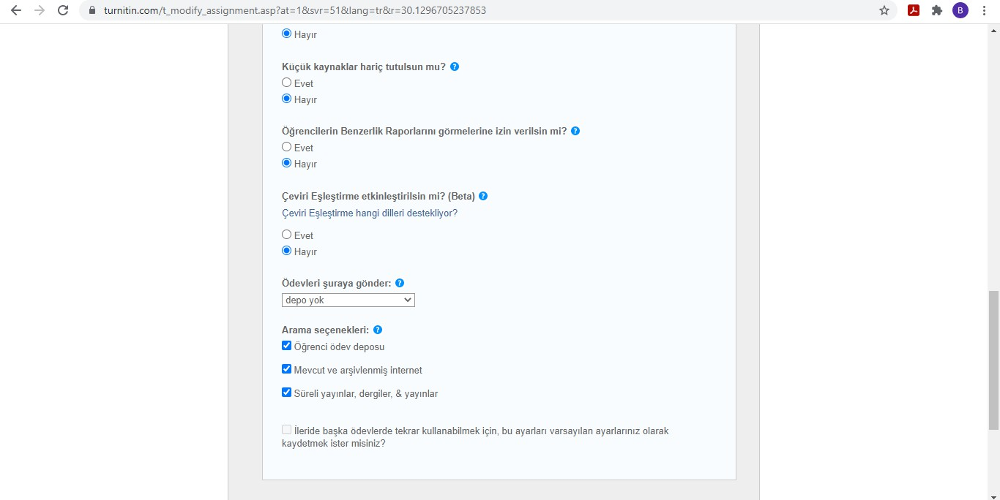 turnitin.com/t_modify_assignment.asp?at=1&svr=51&lang=tr&r=30.1296705237853
B
Hayır
Küçük kaynaklar hariç tutulsun mu? ?
Evet
Hayır
Öğrencilerin Benzerlik Raporlarını görmelerine izin verilsin mi? ?
Evet
Hayır
Çeviri Eşleştirme etkinleştirilsin mi? (Beta) ?
Çeviri Eşleştirme hangi dilleri destekliyor?
Evet
Hayır
Ödevleri şuraya gönder: ?
depo yok
Arama seçenekleri: ?
Öğrenci ödev deposu
Mevcut ve arşivlenmiş internet
Süreli yayınlar, dergiler, & yayınlar
İleride başka ödevlerde tekrar kullanabilmek için, bu ayarları varsayılan ayarlarınız olarak
kaydetmek ister misiniz?